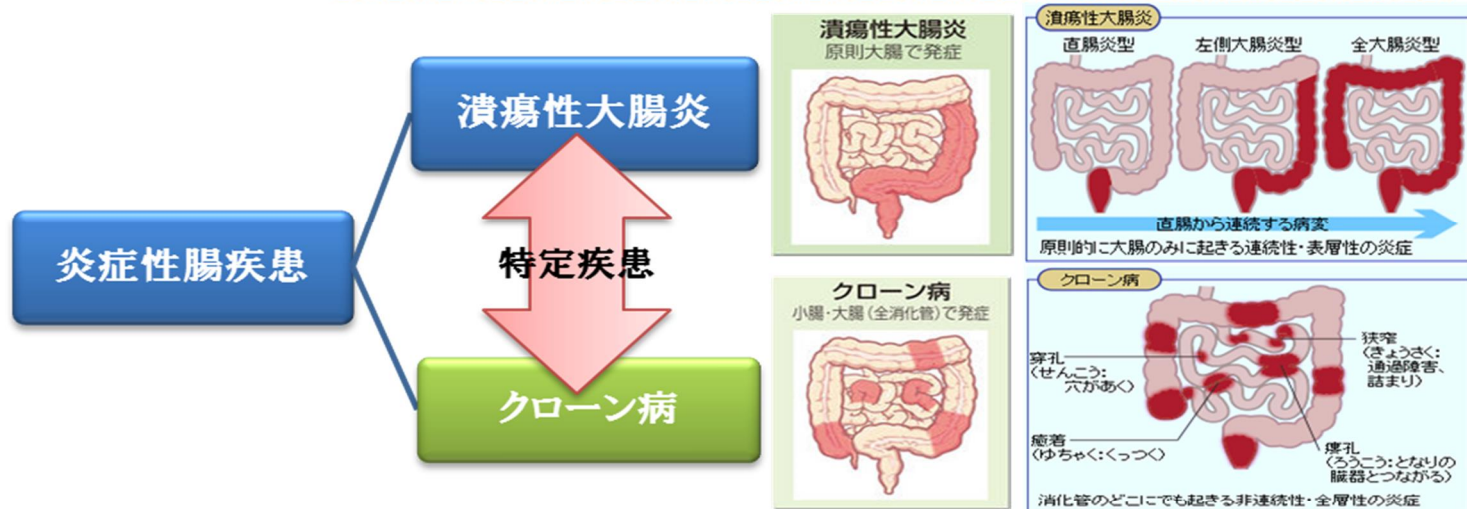 炎症性腸疾患
潰瘍性大腸炎
特定疾患
クローン病
潰瘍性大腸炎
原則大腸で発症
クローン病
小腸・大腸(全消化管)で発症
潰瘍性大腸炎
直腸炎型
左側大腸炎型
全大腸炎型
直腸から連続する病変
原則的に大腸のみに起きる連続性・表層性の炎症
クローン病
穿孔
(せんこう:
穴があく)
狭窄
(きょうさく:
通過障害、
詰まり)
癒着
(ゆちゃく:くっつく)
瘻孔
(ろうこう:となりの
臓器とつながる)
消化管のどこにでも起きる非連続性・全層性の炎症